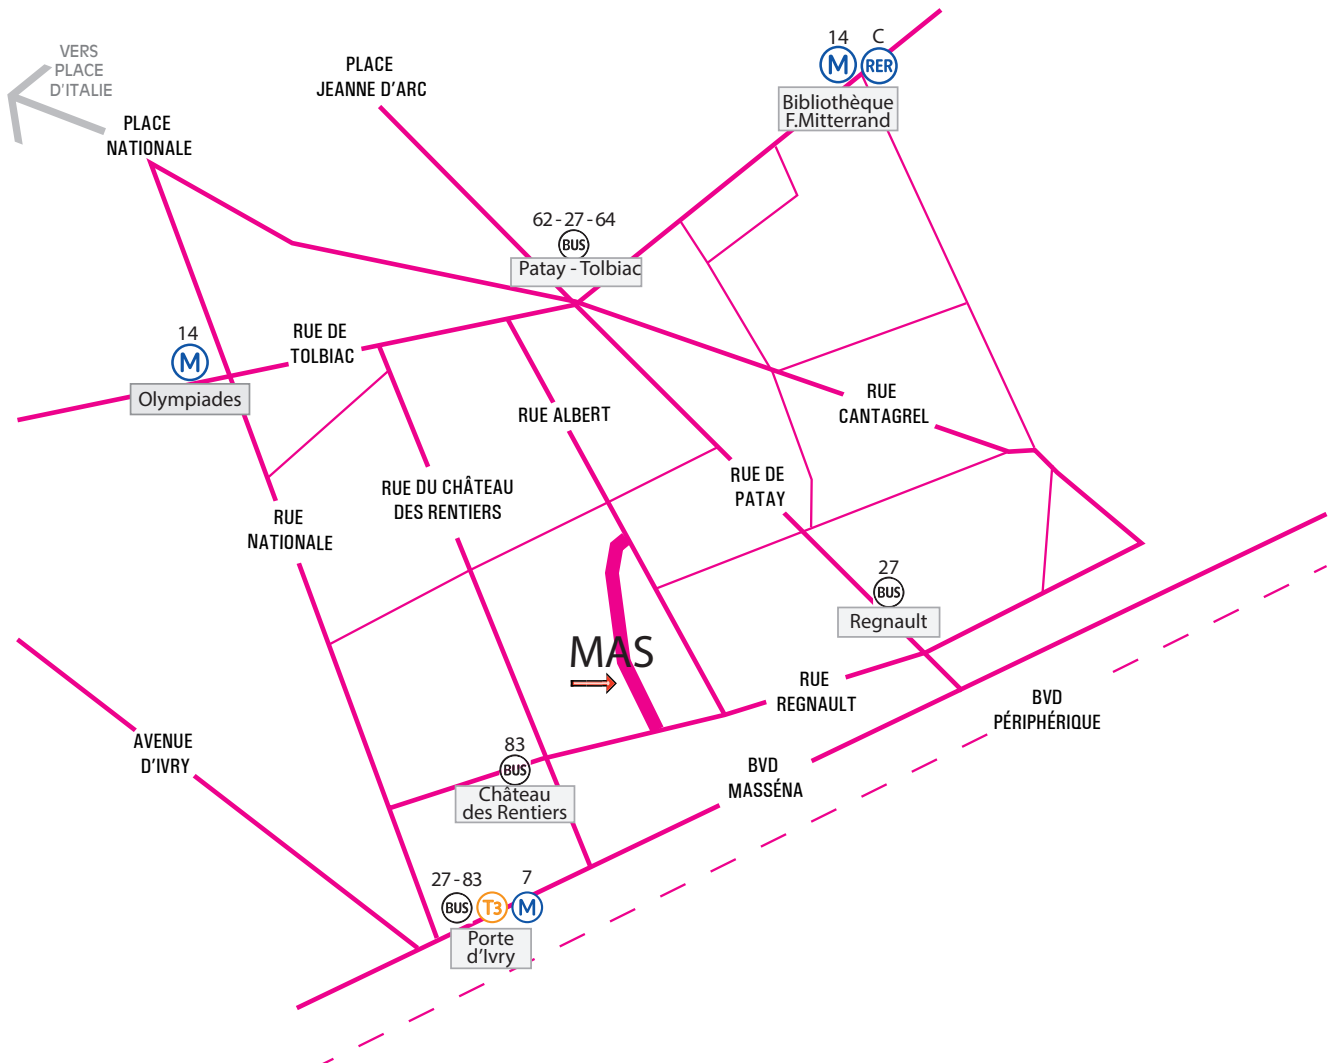 VERS
PLACE
D'ITALIE
PLACE
NATIONALE
PLACE
JEANNE D'ARC
14
C
M
RER
Bibliothèque
F.Mitterrand
62 - 27 - 64
BUS
Patay - Tolbiac
14
M
Olympiades
RUE DE
TOLBIAC
RUE ALBERT
RUE
CANTAGREL
RUE DU CHÂTEAU
DES RENTIERS
RUE DE
PATAY
RUE
NATIONALE
27
BUS
Regnault
MAS
RUE
REGNAULT
BVD
PÉRIPHÉRIQUE
AVENUE
D'IVRY
83
BUS
Château
des Rentiers
BVD
MASSÉNA
27 - 83
7
BUS
T3
M
Porte
d'Ivry